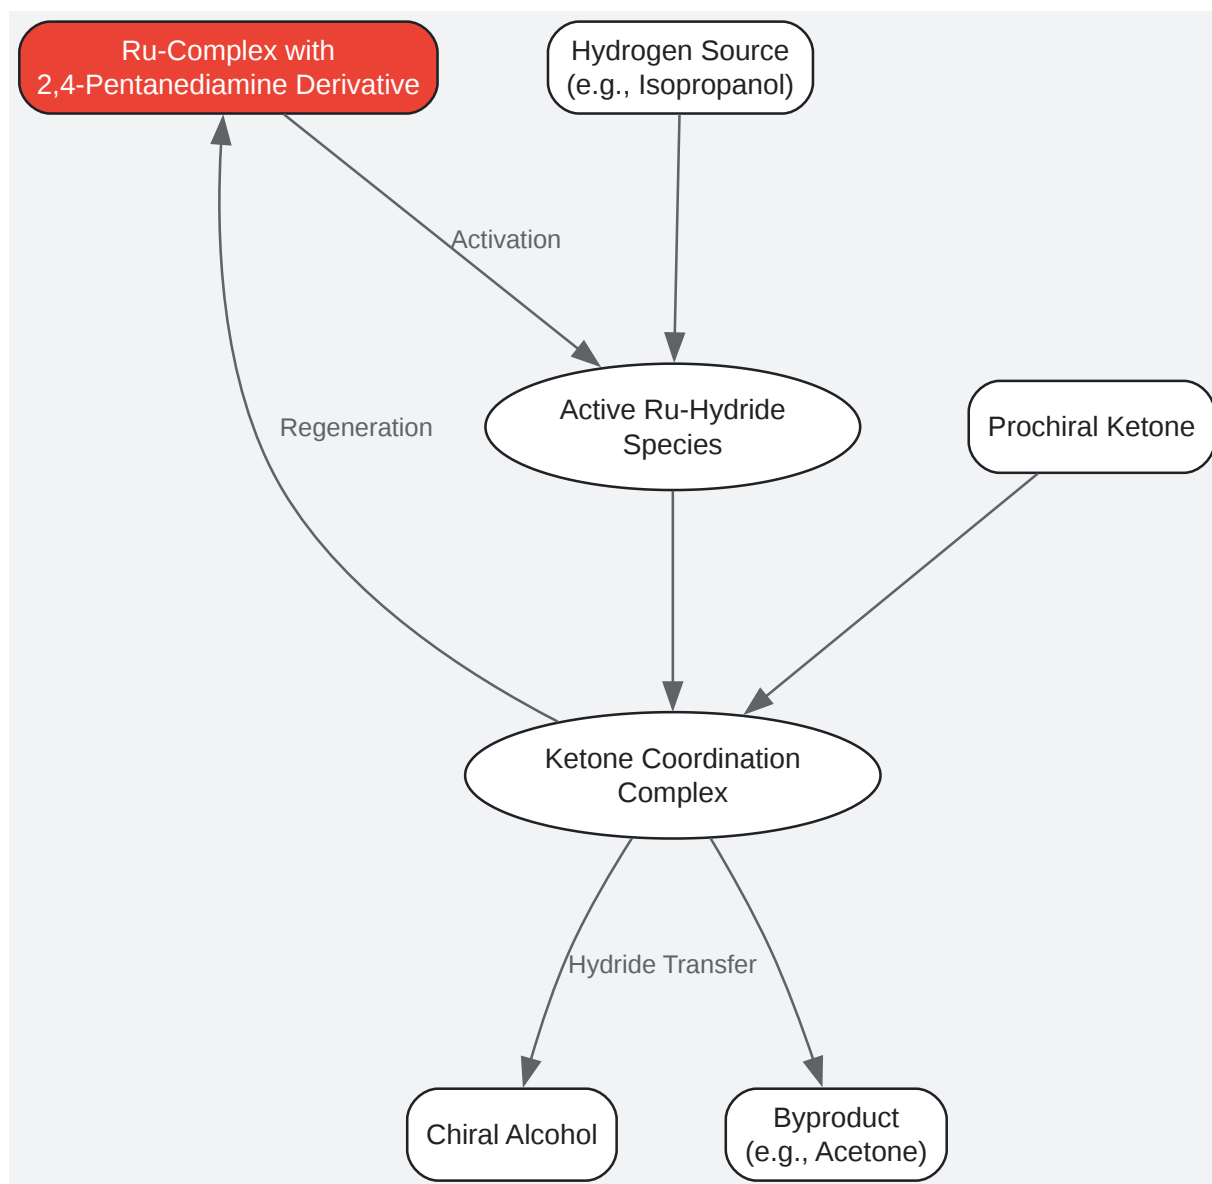 Ru-Complex with
2,4-Pentanediamine Derivative
Hydrogen Source
(e.g., Isopropanol)
Activation
Active Ru-Hydride
Species
Prochiral Ketone
Regeneration
Ketone Coordination
Complex
Hydride Transfer
Chiral Alcohol
Byproduct
(e.g., Acetone)